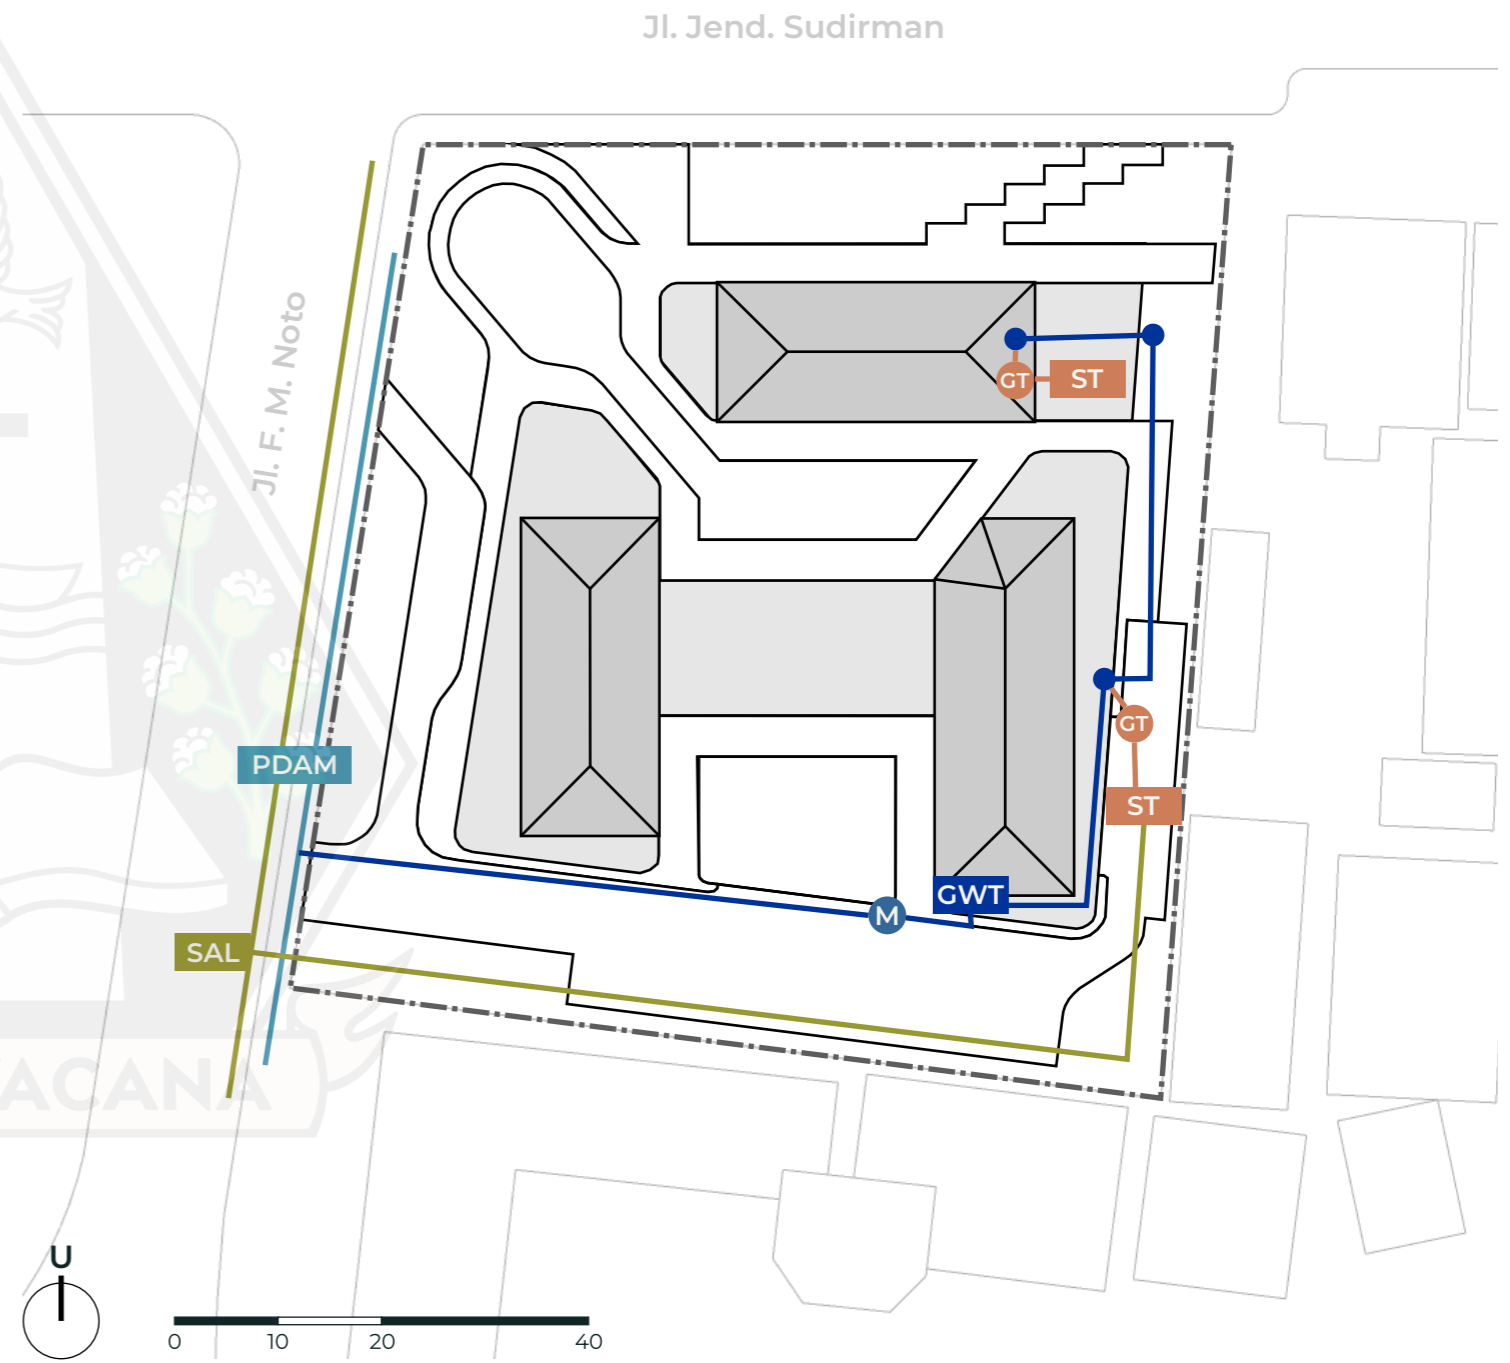 Jl. Jend. Sudirman
Jl. F. M. Noto
GT
ST
GT
PDAM
ST
GWT
M
SAL
ACANA
U
0 10 20 40